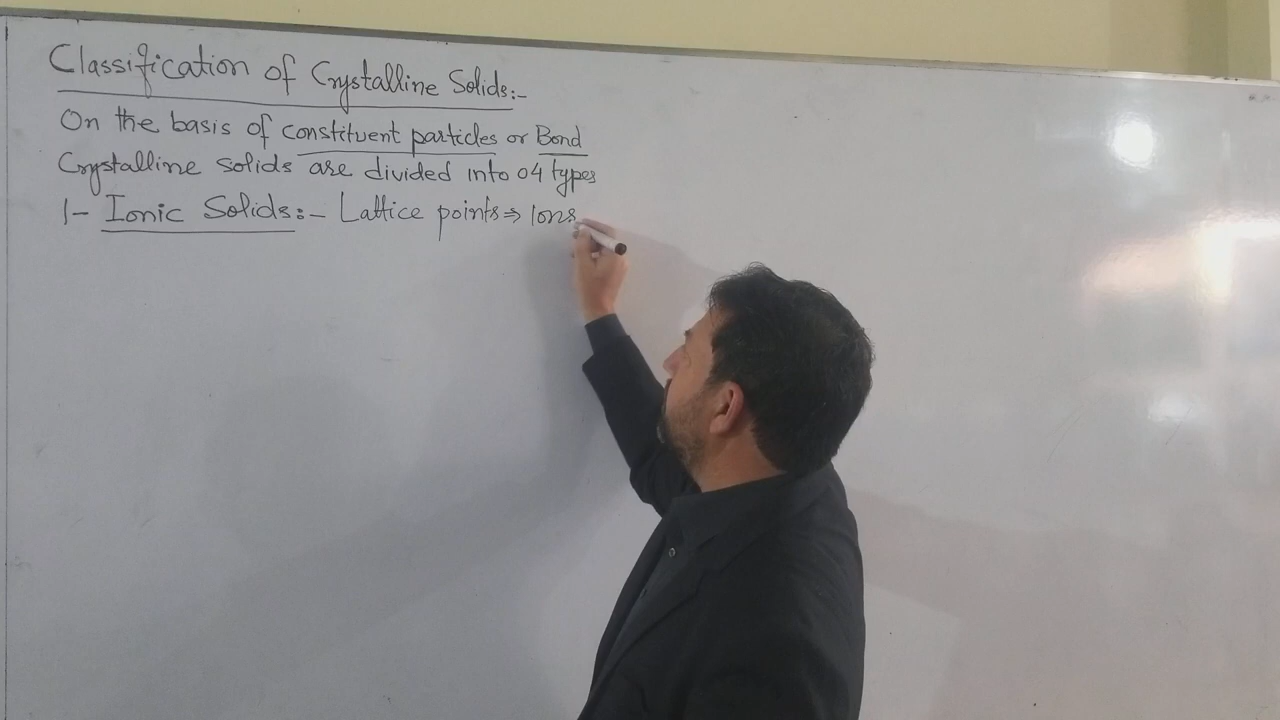 Classification of Crystalline Solids:-
On the basis of constituent particles or Bond
Crystalline solids are divided into 04 types
1- Ionic Solids:- Lattice points⇒ Ions